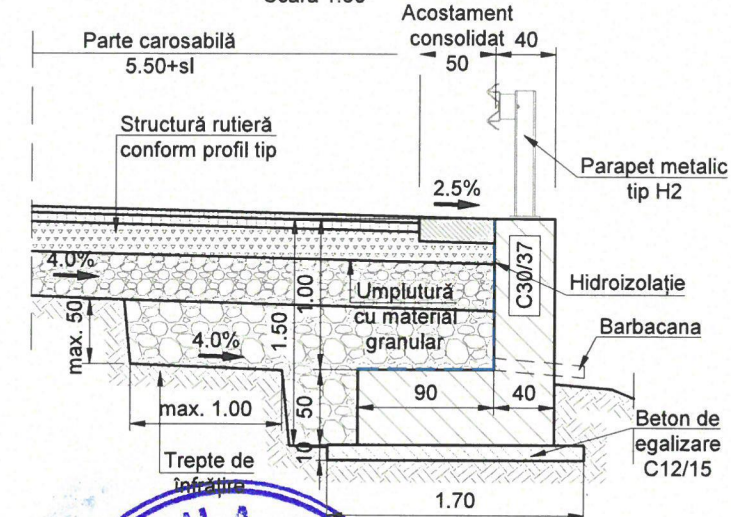 Acostament
Parte carosabilă
consolidat 40
5.50+sl
50
Structură rutieră
conform profil tip
Parapet metalic
tip H2
2.5%
4.0%
C30/37
Hidroizolație
Umplutură
cu material
granular
1.00
1.50
max. 50
4.0%
Barbacana
max. 1.00
50
90
40
10
Beton de
egalizare
C12/15
Trepte de
înfrățire
1.70